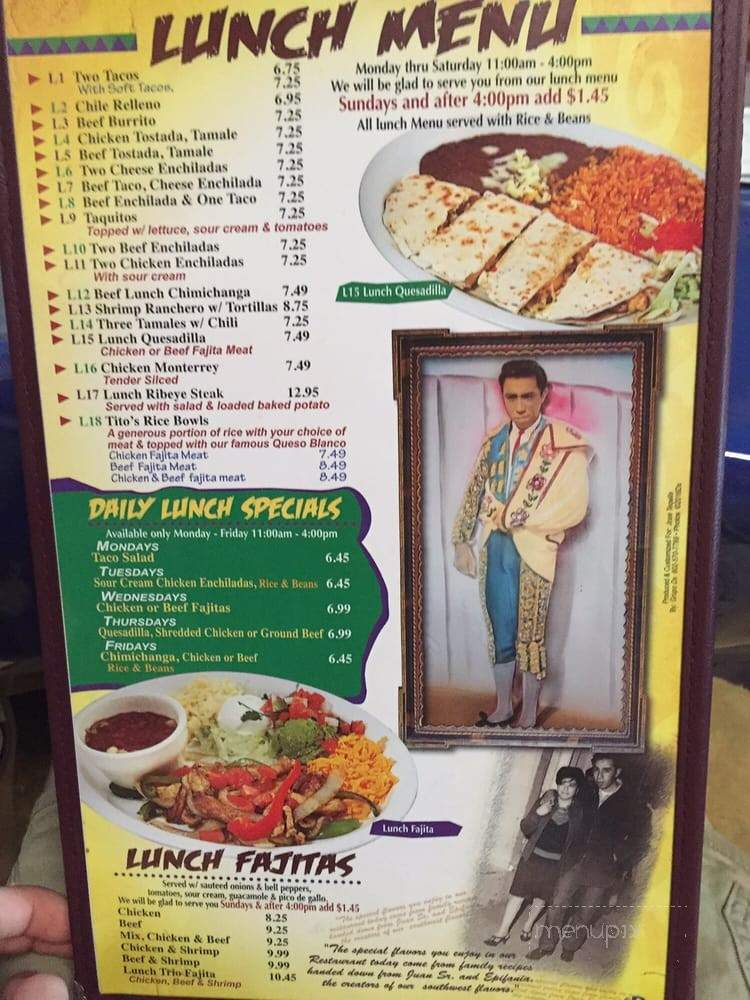 LUNCH MENU
Monday thru Saturday 11:00am - 4:00pm
We will be glad to serve you from our lunch menu
Sundays and after 4:00pm add $1.45
All lunch Menu served with Rice & Beans
L1 Two Tacos 6.75
With Soft Tacos, 7.25
L2 Chile Relleno 6.95
L3 Beef Burrito 7.25
L4 Chicken Tostada, Tamale 7.25
L5 Beef Tostada, Tamale 7.25
L6 Two Cheese Enchiladas 7.25
L7 Beef Taco, Cheese Enchilada 7.25
L8 Beef Enchilada & One Taco 7.25
L9 Taquitos 7.25
Topped w/ lettuce, sour cream & tomatoes
L10 Two Beef Enchiladas 7.25
L11 Two Chicken Enchiladas 7.25
With sour cream
L12 Beef Lunch Chimichanga 7.49
L13 Shrimp Ranchero w/ Tortillas 8.75
L14 Three Tamales w/ Chili 7.25
L15 Lunch Quesadilla 7.49
Chicken or Beef Fajita Meat
L16 Chicken Monterrey 7.49
Tender Silced
L17 Lunch Ribeye Steak 12.95
Served with salad & loaded baked potato
L18 Tito's Rice Bowls
A generous portion of rice with your choice of
meat & topped with our famous Queso Blanco
Chicken Fajita Meat 7.49
Beef Fajita Meat 8.49
Chicken & Beef fajita meat 8.49
L15 Lunch Quesadilla
DAILY LUNCH SPECIALS
Available only Monday - Friday 11:00am - 4:00pm
MONDAYS
Taco Salad 6.45
TUESDAYS
Sour Cream Chicken Enchiladas, Rice & Beans 6.45
WEDNESDAYS
Chicken or Beef Fajitas 6.99
THURSDAYS
Quesadilla, Shredded Chicken or Ground Beef 6.99
FRIDAYS
Chimichanga, Chicken or Beef 6.45
Rice & Beans
Lunch Fajita
LUNCH FAJITAS
Served w/ sauteed onions & bell peppers,
tomatoes, sour cream, guacamole & pico de gallo.
We will be glad to serve you Sundays & after 4:00pm add $1.45
Chicken 8.25
Beef 9.25
Mix, Chicken & Beef 9.25
Chicken & Shrimp 9.99
Beef & Shrimp 9.99
Lunch Trio Fajita 10.45
Chicken, Beef & Shrimp
"The special flavors you enjoy in our
Restaurant today come from family recipes
handed down from Juan Sr. and Epifania,
the creators of our southwest flavors."
menupix